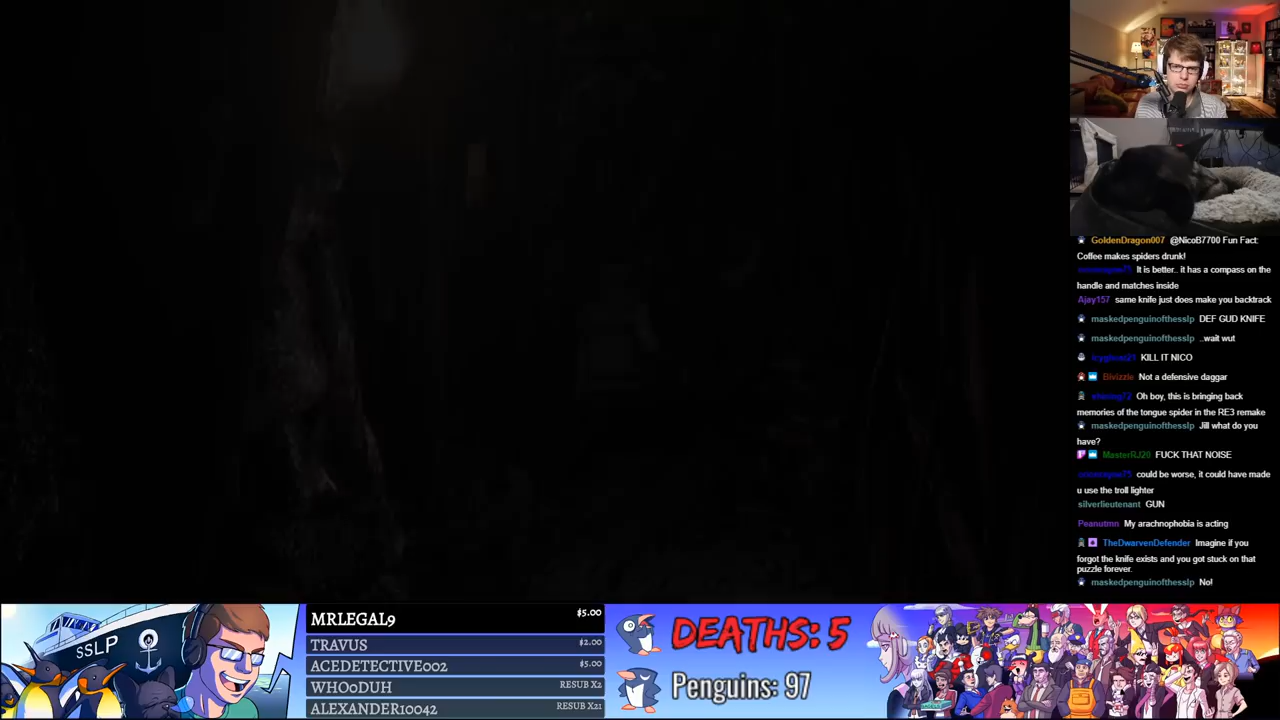 GoldenDragon007 @NicoB7700 Fun Fact:
Coffee makes spiders drunk!
It is better.. it has a compass on the
handle and matches inside
Ajay157 same knife just does make you backtrack
maskedpenguinofthesslp DEF GUD KNIFE
maskedpenguinofthesslp ..wait wut
KILL IT NICO
Bivizzle Not a defensive daggar
Oh boy, this is bringing back
memories of the tongue spider in the RE3 remake
maskedpenguinofthesslp Jill what do you
have?
MasterRJ20 FUCK THAT NOISE
could be worse, it could have made
u use the troll lighter
silverlieutenant GUN
Peanutmn My arachnophobia is acting
TheDwarvenDefender Imagine if you
forgot the knife exists and you got stuck on that
puzzle forever.
maskedpenguinofthesslp No!
SSLP
MRLEGAL9 $5.00
TRAVUS $2.00
ACEDETECTIVE002 $5.00
WHO0DUH RESUB X2
ALEXANDER10042 RESUB X21
DEATHS: 5
Penguins: 97